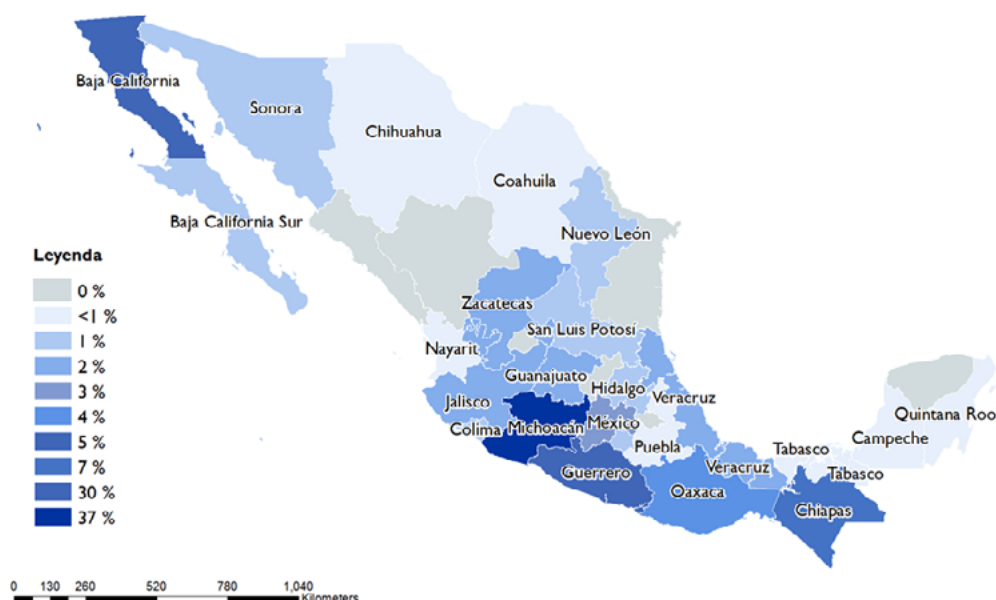 Baja California
Sonora
Chihuahua
Coahuila
Baja California Sur
Nuevo León
Leyenda
0 %
<1 %
1 %
2 %
3 %
4 %
5 %
7 %
30 %
37 %
Zacatecas
San Luis Potosí
Nayarit
Guanajuato
Hidalgo
Jalisco
Veracruz
Colima
Michoacán
México
Quintana Roo
Puebla
Campeche
Tabasco
Guerrero
Veracruz
Tabasco
Oaxaca
Chiapas
0 130 260 520 780 1,040
Kilometers